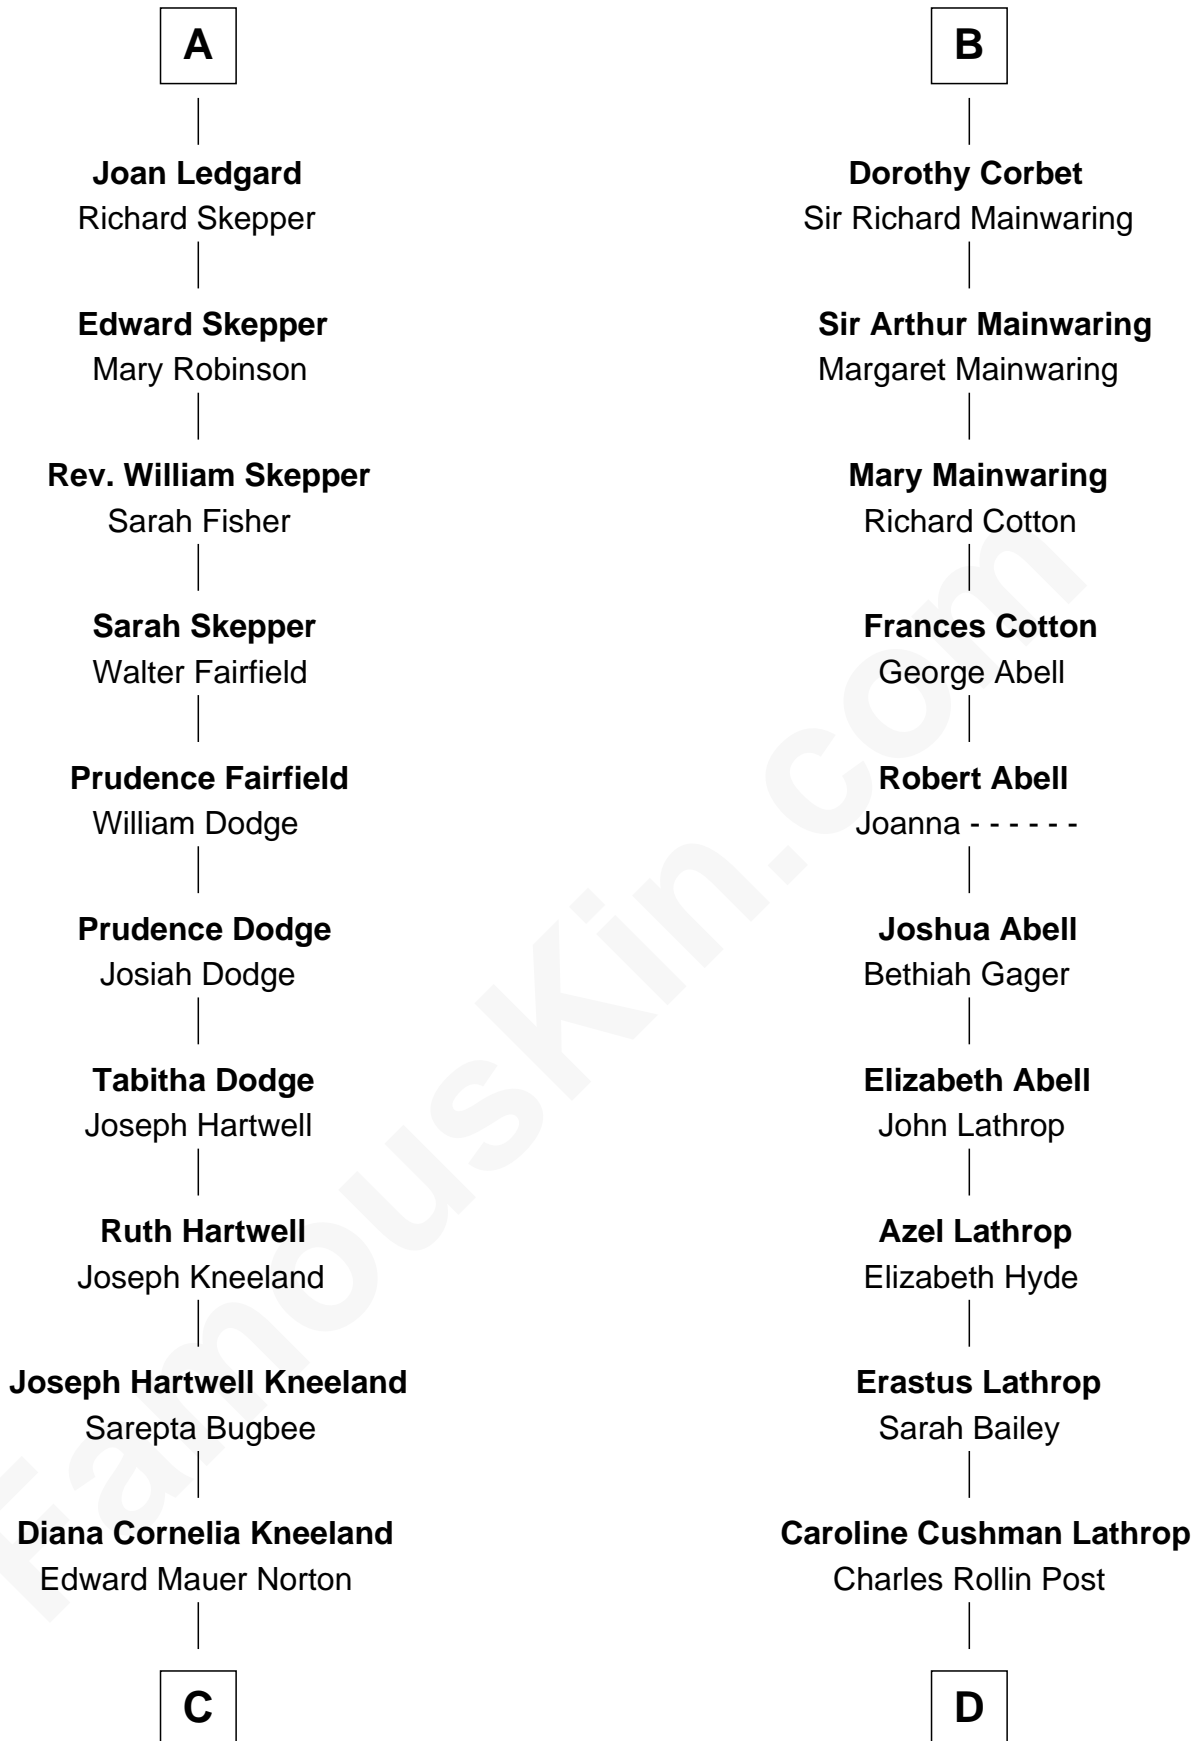 A
Joan Ledgard
Richard Skepper
Edward Skepper
Mary Robinson
Rev. William Skepper
Sarah Fisher
Sarah Skepper
Walter Fairfield
Prudence Fairfield
William Dodge
Prudence Dodge
Josiah Dodge
Tabitha Dodge
Joseph Hartwell
Ruth Hartwell
Joseph Kneeland
Joseph Hartwell Kneeland
Sarepta Bugbee
Diana Cornelia Kneeland
Edward Mauer Norton
C
B
Dorothy Corbet
Sir Richard Mainwaring
Sir Arthur Mainwaring
Margaret Mainwaring
Mary Mainwaring
Richard Cotton
Frances Cotton
George Abell
Robert Abell
Joanna - - - - - -
Joshua Abell
Bethiah Gager
Elizabeth Abell
John Lathrop
Azel Lathrop
Elizabeth Hyde
Erastus Lathrop
Sarah Bailey
Caroline Cushman Lathrop
Charles Rollin Post
D
FamousKin.com